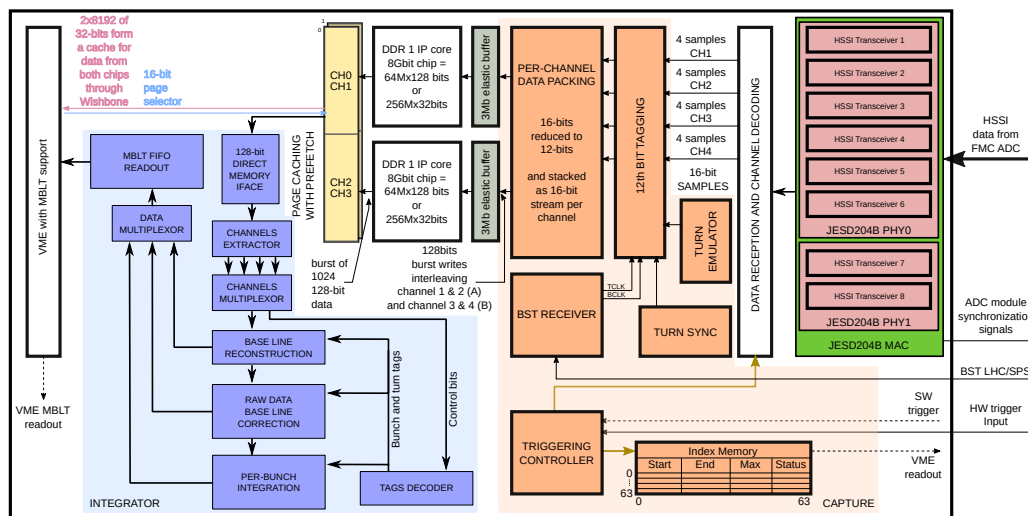 2x8192 of
32-bits form
a cache for
data from
both chips
through
Wishbone
16-bit
page
selector
VME with MBLT support
VME MBLT
readout
1
0
CH0
CH1
CH2
CH3
PAGE CACHING
WITH PREFETCH
DDR 1 IP core
8Gbit chip =
64Mx128 bits
or
256Mx32bits
3Mb elastic buffer
DDR 1 IP core
8Gbit chip =
64Mx128 bits
or
256Mx32bits
3Mb elastic buffer
burst of
1024
128-bit
data
128bits
burst writes
interleaving
channel 1 & 2 (A)
and channel 3 & 4 (B)
PER-CHANNEL
DATA PACKING
16-bits
reduced to
12-bits
and stacked
as 16-bit
stream per
channel
12th BIT TAGGING
4 samples
CH1
4 samples
CH2
4 samples
CH3
4 samples
CH4
16-bit
SAMPLES
TURN
EMULATOR
TURN SYNC
BST RECEIVER
TCLK
BCLK
DATA RECEPTION AND CHANNEL DECODING
HSSI Transceiver 1
HSSI Transceiver 2
HSSI Transceiver 3
HSSI Transceiver 4
HSSI Transceiver 5
HSSI Transceiver 6
JESD204B PHY0
HSSI Transceiver 7
HSSI Transceiver 8
JESD204B PHY1
JESD204B MAC
HSSI
data from
FMC ADC
ADC module
synchronization
signals
BST LHC/SPS
SW
trigger
HW trigger
Input
VME
readout
TRIGGERING
CONTROLLER
Index Memory
Start End Max Status
0
...
63
0 63
CAPTURE
MBLT FIFO
READOUT
128-bit
DIRECT
MEMORY
IFACE
DATA
MULTIPLEXOR
CHANNELS
EXTRACTOR
CHANNELS
MULTIPLEXOR
BASE LINE
RECONSTRUCTION
RAW DATA
BASE LINE
CORRECTION
PER-BUNCH
INTEGRATION
TAGS DECODER
Bunch and turn tags
Control bits
INTEGRATOR